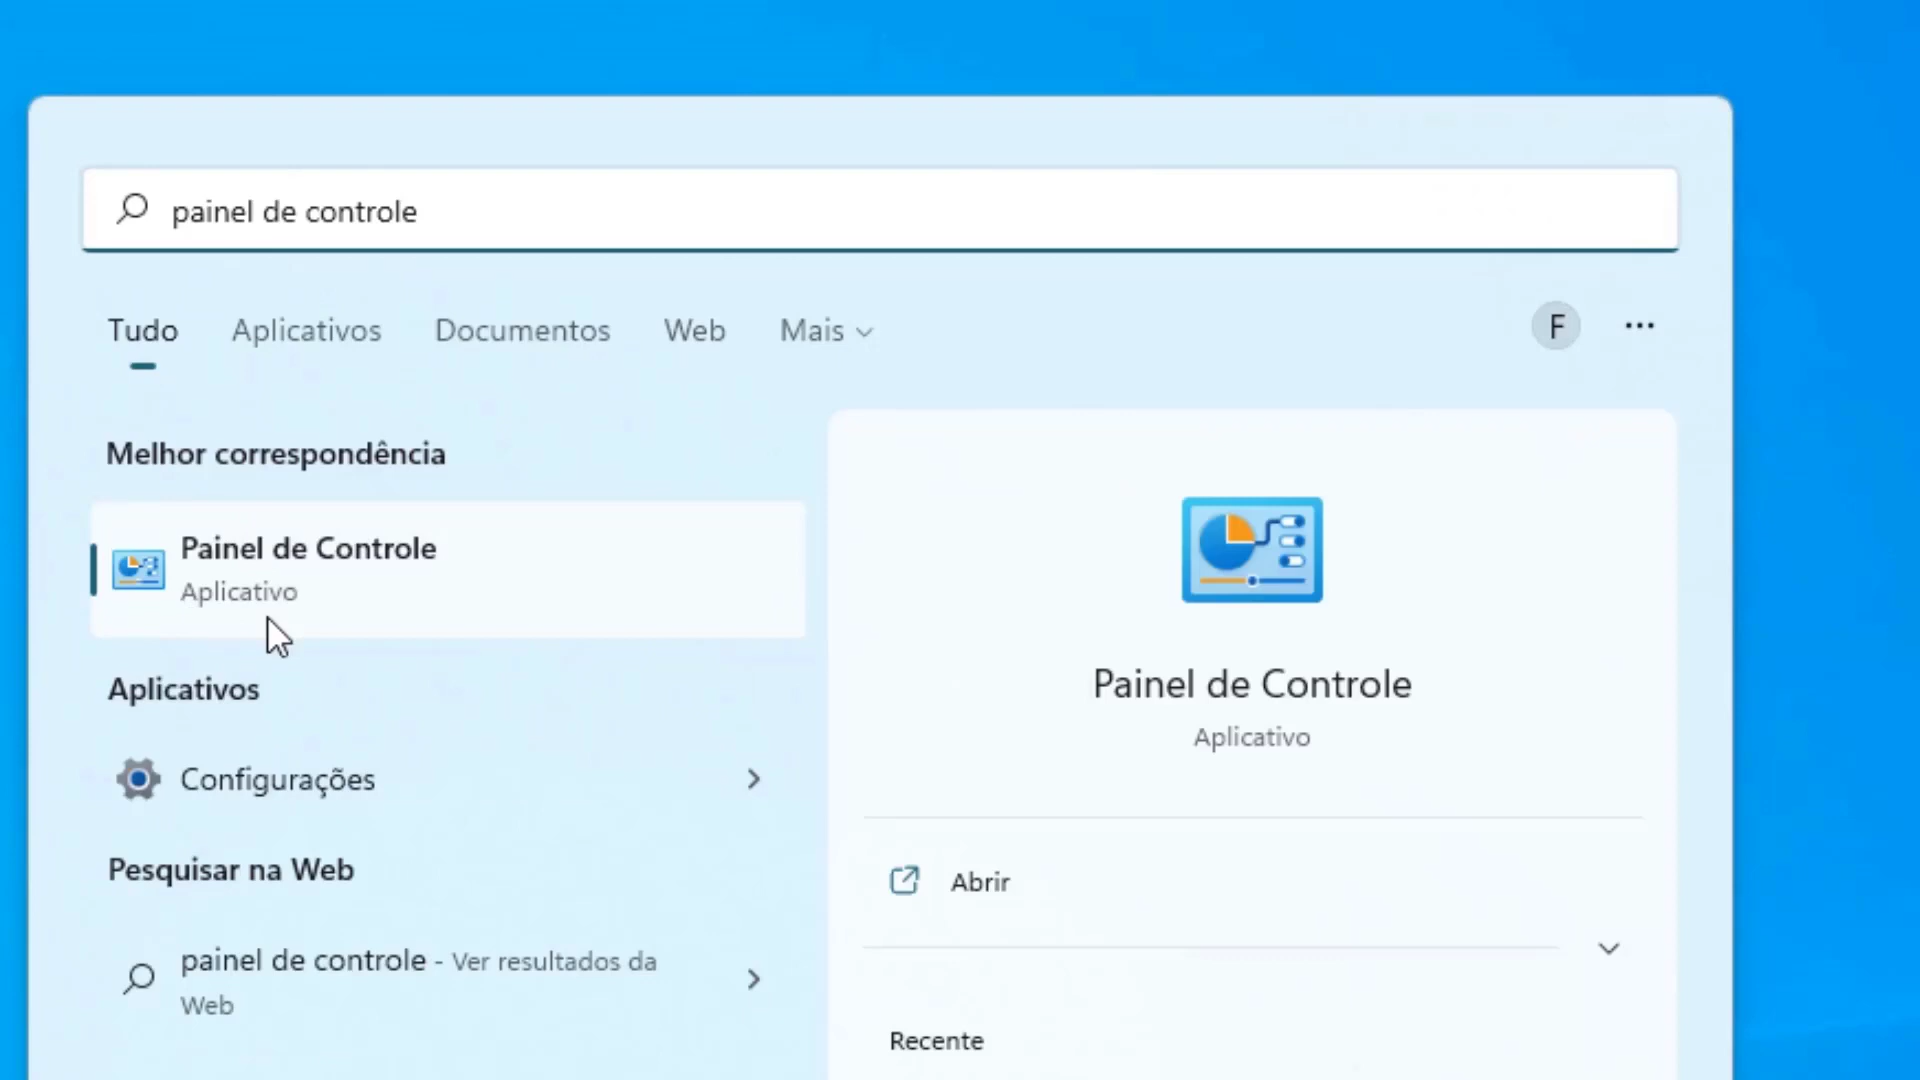 painel de controle
Tudo Aplicativos Documentos Web Mais F
Melhor correspondência
Painel de Controle
Aplicativo
Aplicativos
Configurações
Pesquisar na Web
painel de controle - Ver resultados da
Web
Painel de Controle
Aplicativo
Abrir
Recente